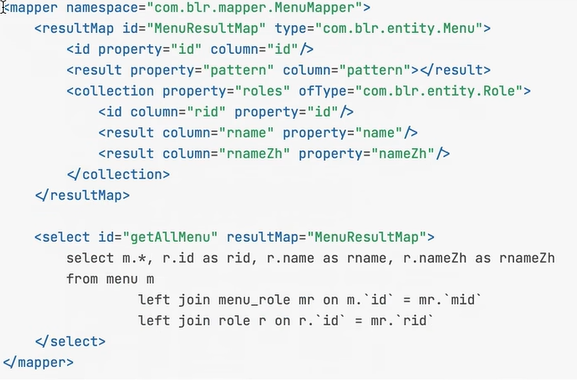 <mapper namespace="com.blr.mapper.MenuMapper">
    <resultMap id="MenuResultMap" type="com.blr.entity.Menu">
        <id property="id" column="id"/>
        <result property="pattern" column="pattern"></result>
        <collection property="roles" ofType="com.blr.entity.Role">
            <id column="rid" property="id"/>
            <result column="rname" property="name"/>
            <result column="rnameZh" property="nameZh"/>
        </collection>
    </resultMap>

    <select id="getAllMenu" resultMap="MenuResultMap">
        select m.*, r.id as rid, r.name as rname, r.nameZh as rnameZh
        from menu m
                 left join menu_role mr on m.`id` = mr.`mid`
                 left join role r on r.`id` = mr.`rid`
    </select>
</mapper>